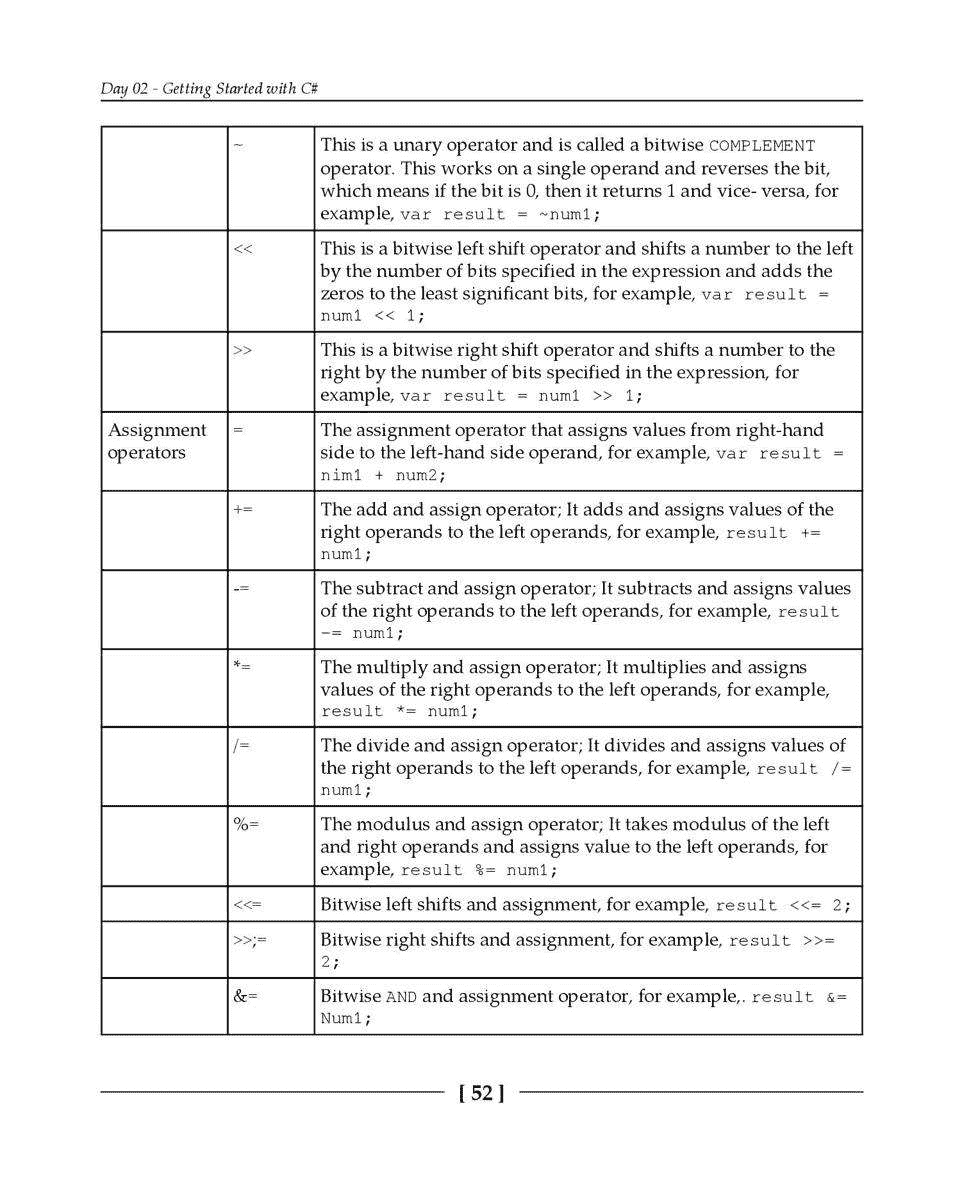 Day 02 - Getting Started with C#
~ This is a unary operator and is called a bitwise COMPLEMENT
operator. This works on a single operand and reverses the bit,
which means if the bit is 0, then it returns 1 and vice- versa, for
example, var result = ~num1;
<< This is a bitwise left shift operator and shifts a number to the left
by the number of bits specified in the expression and adds the
zeros to the least significant bits, for example, var result =
num1 << 1;
>> This is a bitwise right shift operator and shifts a number to the
right by the number of bits specified in the expression, for
example, var result = num1 >> 1;
Assignment = The assignment operator that assigns values from right-hand
operators side to the left-hand side operand, for example, var result =
nim1 + num2;
+= The add and assign operator; It adds and assigns values of the
right operands to the left operands, for example, result +=
num1;
-= The subtract and assign operator; It subtracts and assigns values
of the right operands to the left operands, for example, result
-= num1;
*= The multiply and assign operator; It multiplies and assigns
values of the right operands to the left operands, for example,
result *= num1;
/= The divide and assign operator; It divides and assigns values of
the right operands to the left operands, for example, result /=
num1;
%= The modulus and assign operator; It takes modulus of the left
and right operands and assigns value to the left operands, for
example, result %= num1;
<<= Bitwise left shifts and assignment, for example, result <<= 2;
>>;= Bitwise right shifts and assignment, for example, result >>=
2;
&= Bitwise AND and assignment operator, for example,. result &=
Num1;
[ 52 ]